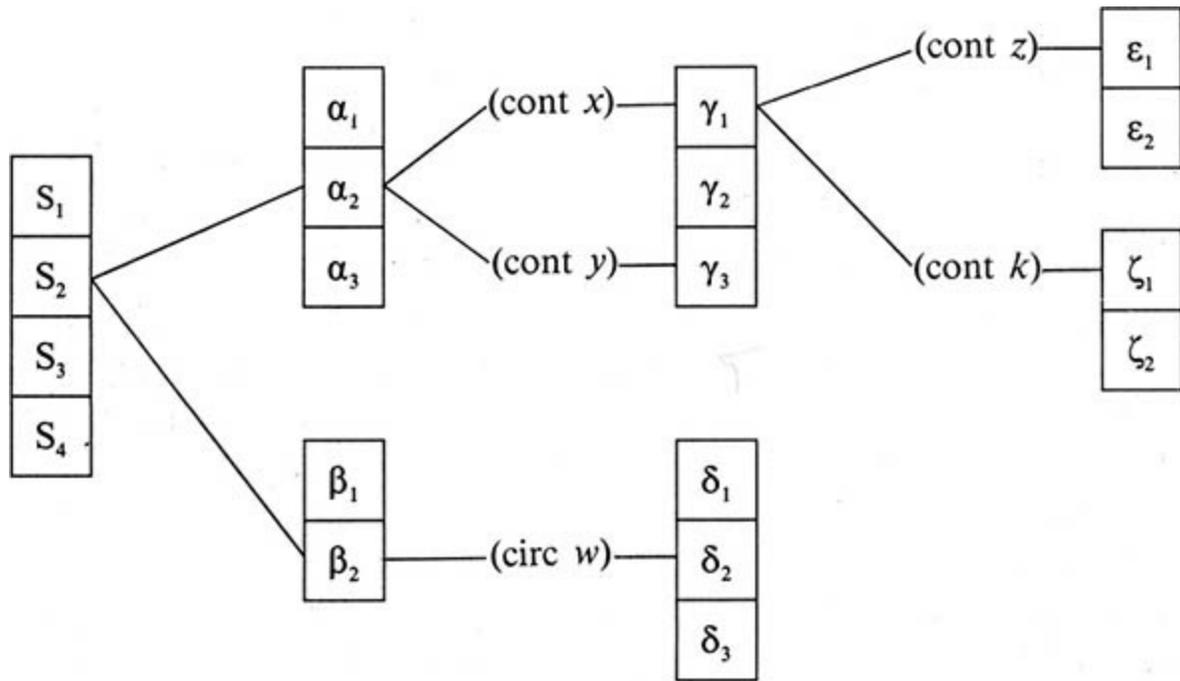 S₁
S₂
S₃
S₄
α₁
α₂
α₃
β₁
β₂
(cont x)
(cont y)
(circ w)
γ₁
γ₂
γ₃
δ₁
δ₂
δ₃
(cont z)
(cont k)
ε₁
ε₂
ζ₁
ζ₂